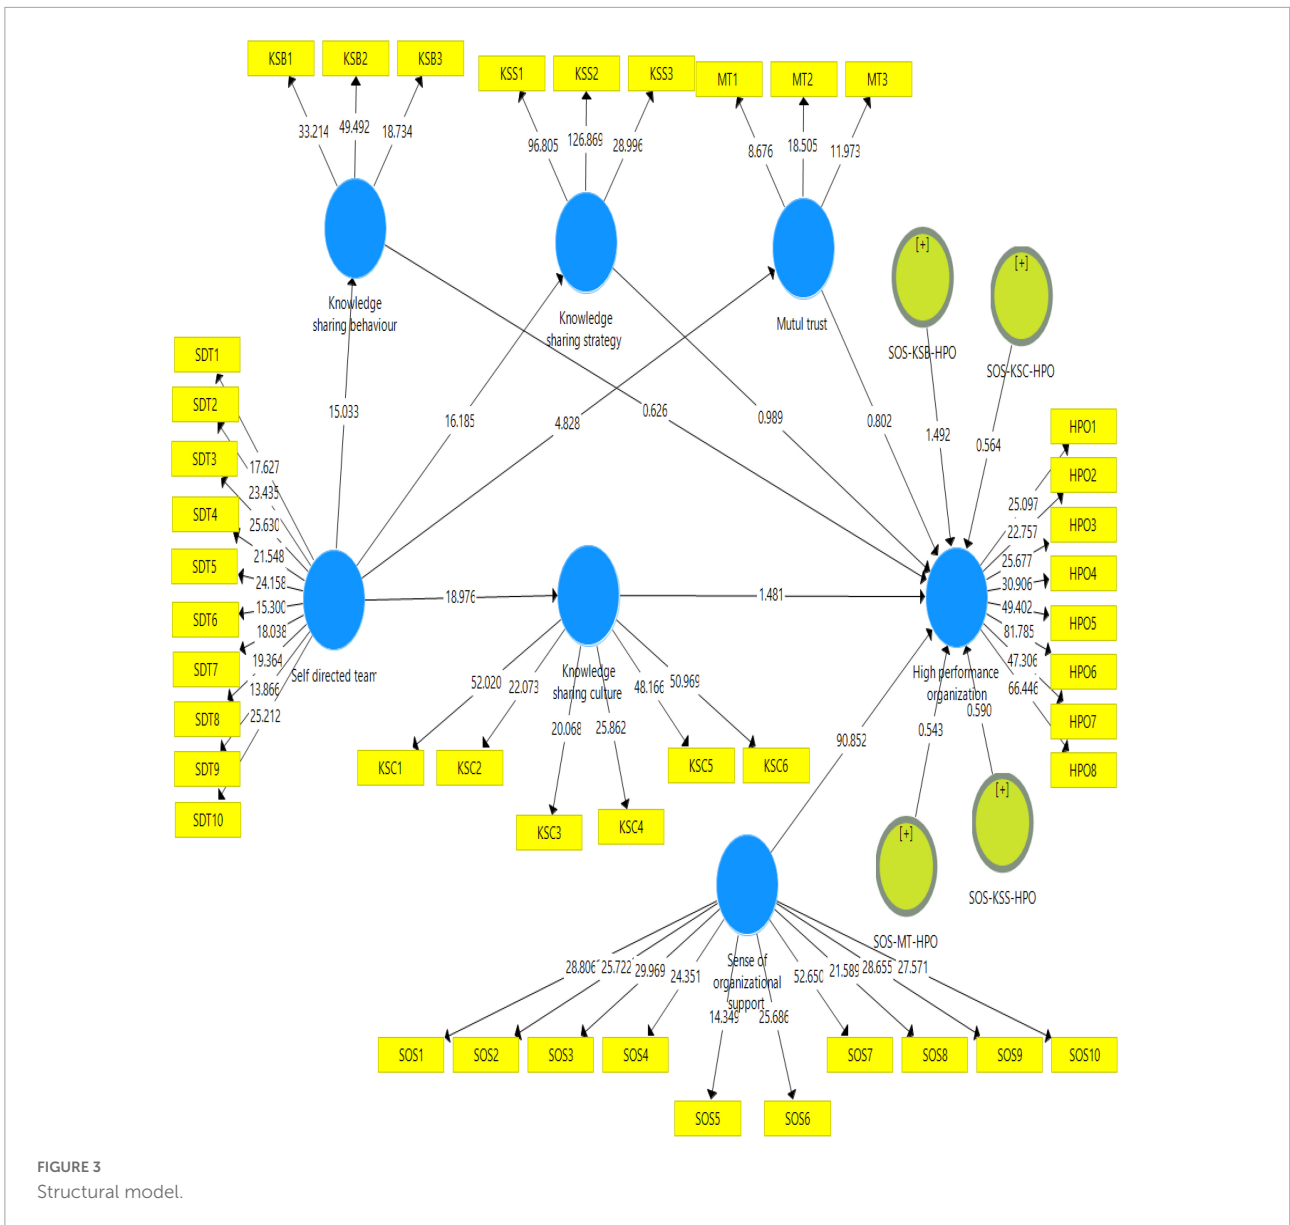 KSB1
KSB2
KSB3
KSS1
KSS2
KSS3
MT1
MT2
MT3
33.214
49.492
18.734
96.805
126.869
28.996
8.676
18.505
11.973
[+]
[+]
Knowledge
sharing behaviour
Knowledge
sharing strategy
Mutul trust
SOS-KSB-HPO
SOS-KSC-HPO
SDT1
SDT2
SDT3
SDT4
SDT5
SDT6
SDT7
SDT8
SDT9
SDT10
15.033
16.185
4.828
0.626
0.989
0.802
1.492
0.564
17.627
23.435
25.630
21.548
24.158
15.300
18.038
19.364
13.866
25.212
HPO1
HPO2
HPO3
HPO4
HPO5
HPO6
HPO7
HPO8
25.097
22.757
25.677
30.906
49.402
81.785
47.306
66.446
18.976
1.481
Self directed team
Knowledge
sharing culture
High performance
organization
52.020
22.073
20.068
25.862
48.166
50.969
90.852
0.543
0.590
KSC1
KSC2
KSC3
KSC4
KSC5
KSC6
[+]
[+]
SOS-KSS-HPO
SOS-MT-HPO
Sense of
organizational
support
28.806
25.722
29.969
24.351
14.349
25.686
52.650
21.589
28.655
27.571
SOS1
SOS2
SOS3
SOS4
SOS5
SOS6
SOS7
SOS8
SOS9
SOS10
FIGURE 3
Structural model.